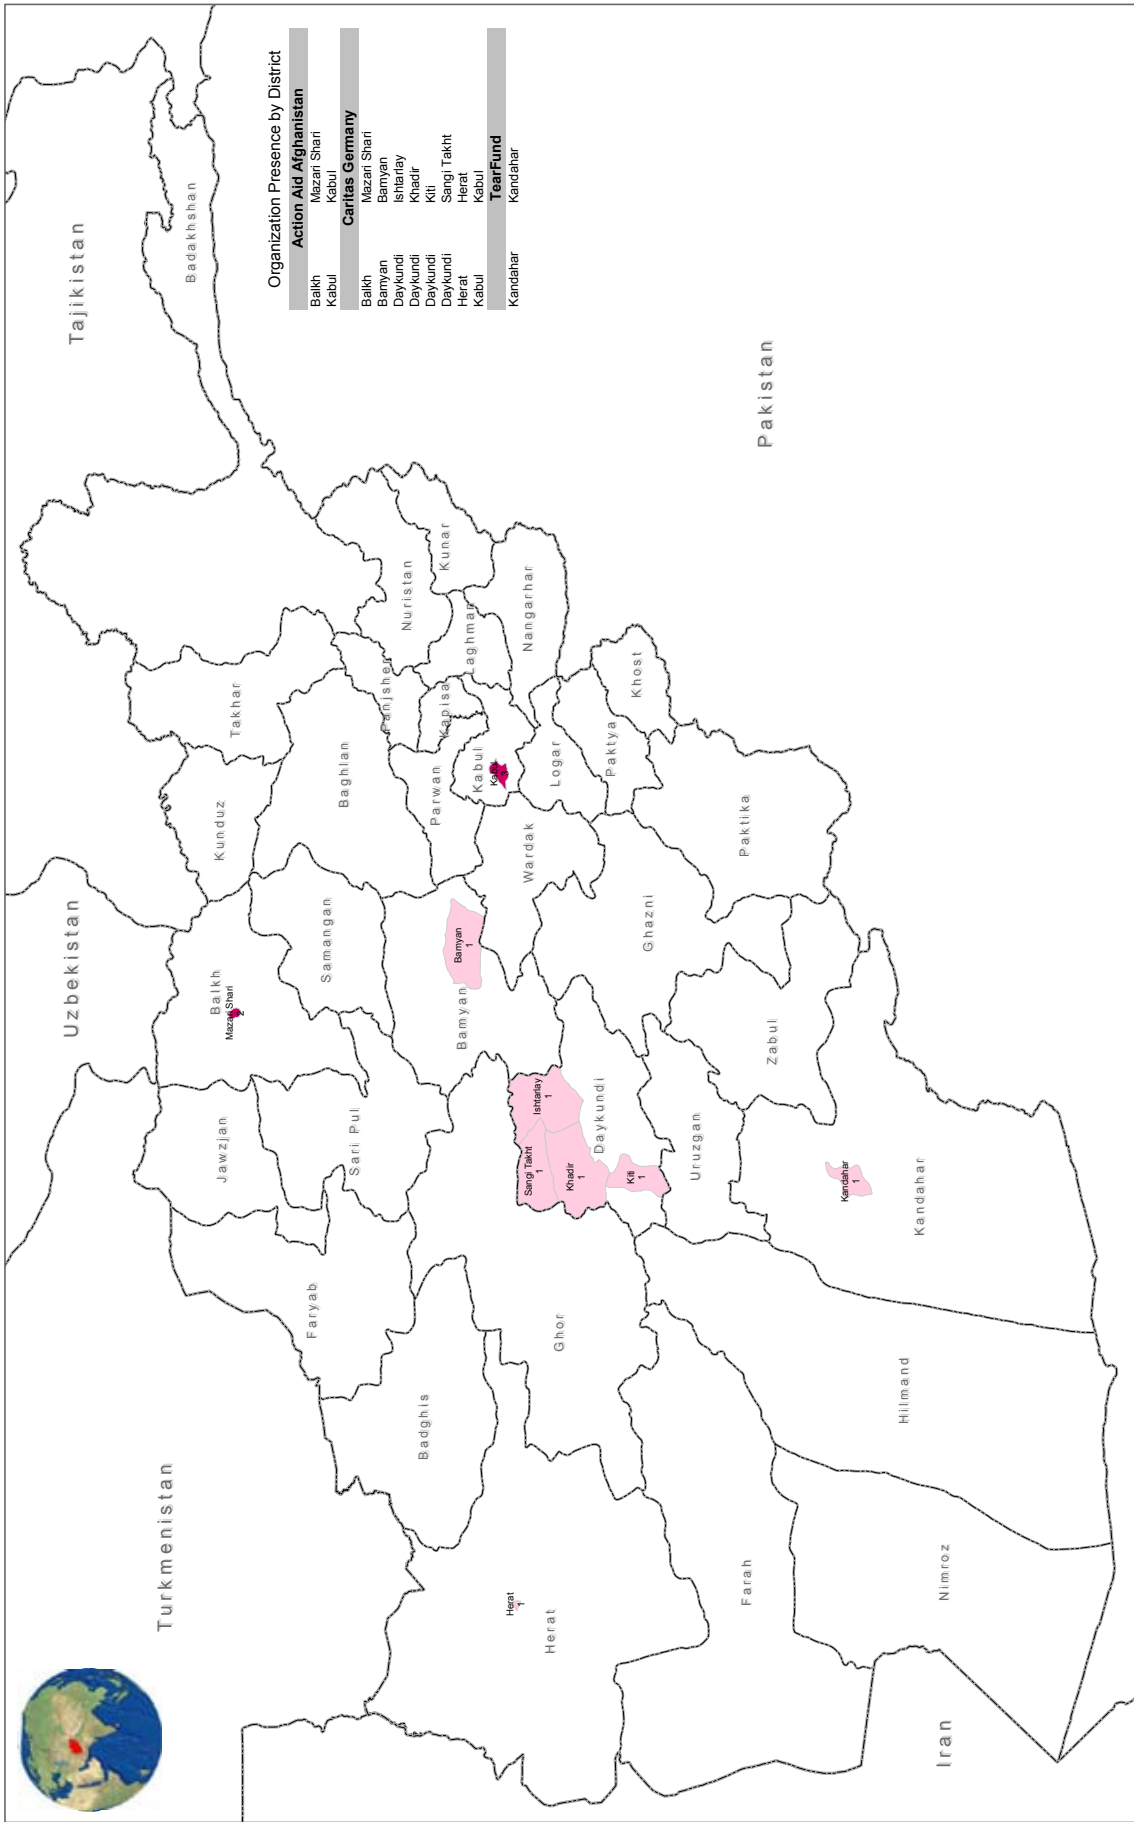 Uzbekistan
Tajikistan
Turkmenistan
Badakhshan
Balkh
Mazari Shari
2
Kunduz
Takhar
Jawzjan
Organization Presence by District
Action Aid Afghanistan
Balkh Mazari Shari
Kabul Kabul
Caritas Germany
Balkh Mazari Shari
Bamyan Bamyan
Daykundi Ishtarlay
Daykundi Khadir
Daykundi Kiti
Daykundi Sangi Takht
Herat Herat
Kabul Kabul
TearFund
Kandahar Kandahar
Faryab
Samangan
Baghlan
Sari Pul
Panjsher
Nuristan
Badghis
Parwan
Kapisa
Kunar
Bamyan
Bamyan
1
Laghman
Kabul
Kabul
3
Herat
1
Herat
Sangi Takht
1
Ishtarlay
1
Wardak
Nangarhar
Ghor
Logar
Khadir
1
Daykundi
Paktya
Kiti
1
Khost
Ghazni
Uruzgan
Farah
Paktika
Pakistan
Zabul
Kandahar
1
Kandahar
Hilmand
Nimroz
Iran